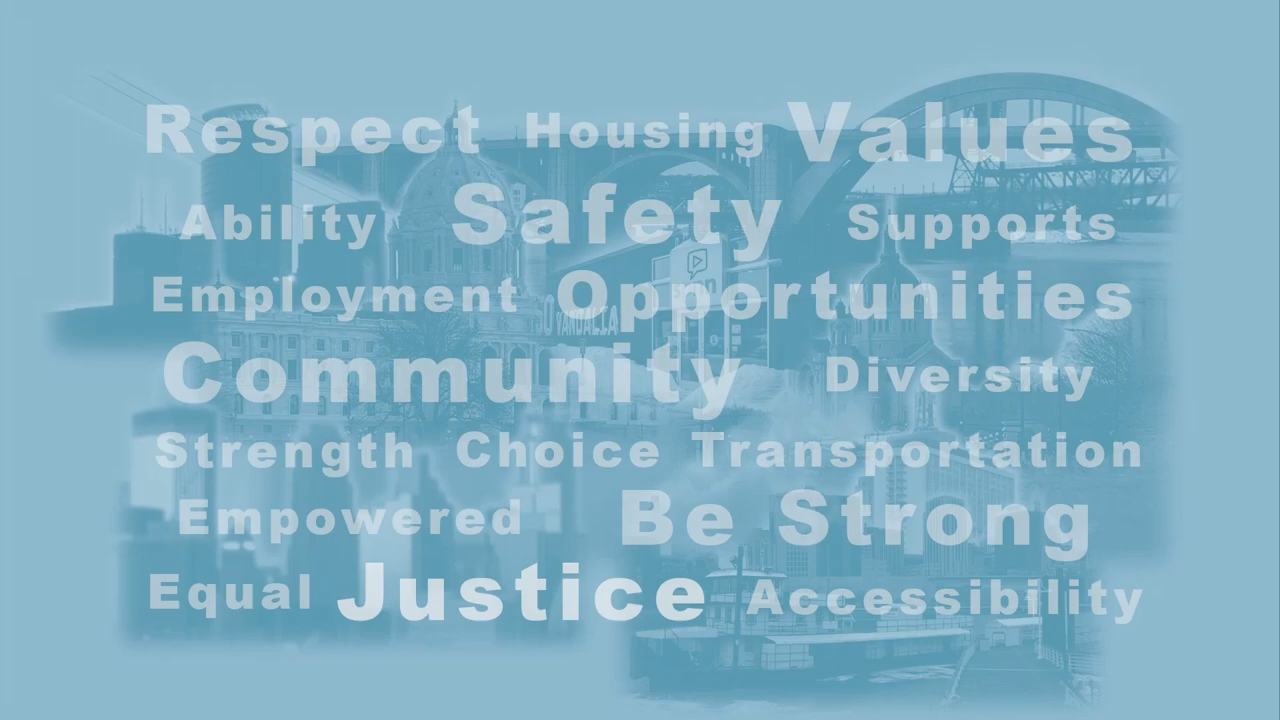 Respect Housing Values
Ability Safety Supports
Employment Opportunities
Community Diversity
Strength Choice Transportation
Empowered Be Strong
Equal Justice Accessibility
VANDALIA